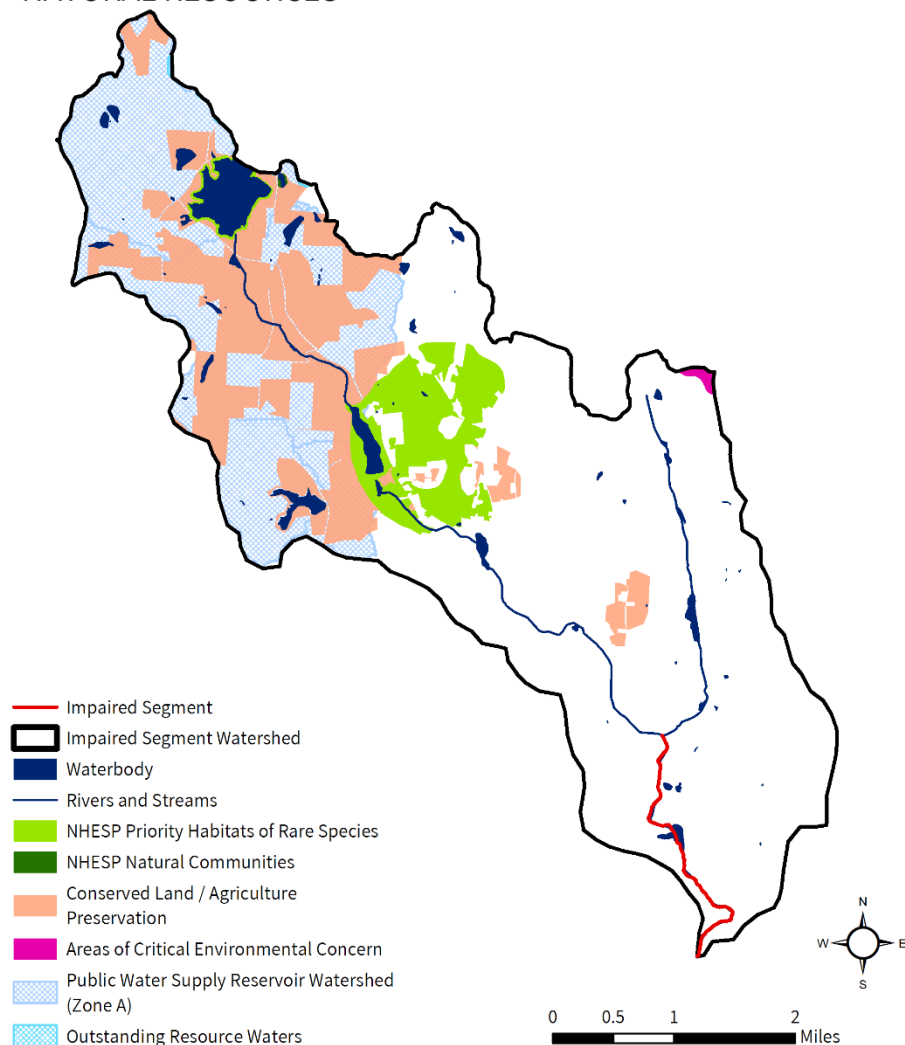 NATURAL RESOURCES
Impaired Segment
Impaired Segment Watershed
Waterbody
Rivers and Streams
NHESP Priority Habitats of Rare Species
NHESP Natural Communities
Conserved Land / Agriculture
Preservation
Areas of Critical Environmental Concern
Public Water Supply Reservoir Watershed
(Zone A)
Outstanding Resource Waters
N
W
E
S
0 0.5 1 2
Miles